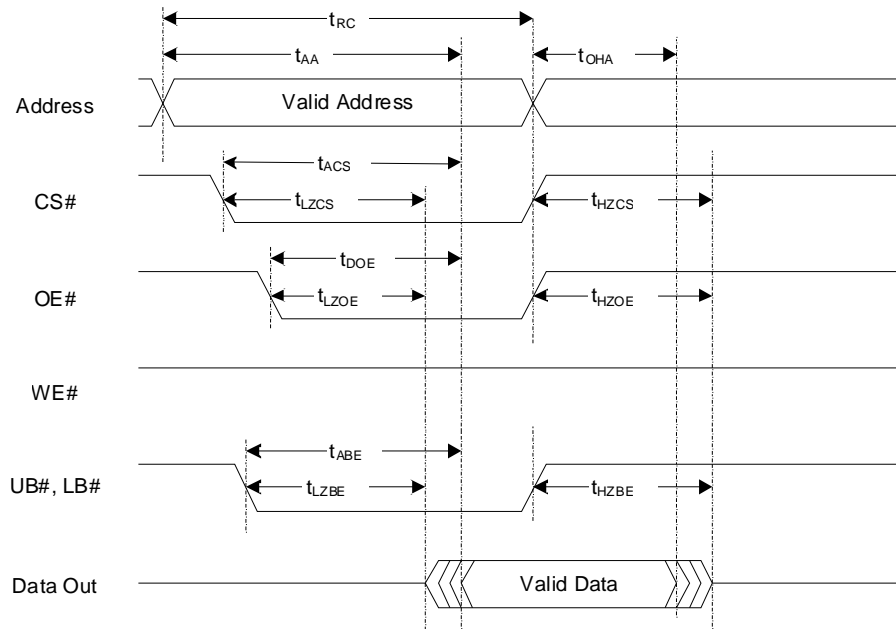 tRC
tAA
tOHA
Address
Valid Address
tACS
CS#
tLZCS
tHZCS
tDOE
OE#
tLZOE
tHZOE
WE#
tABE
UB#, LB#
tLZBE
tHZBE
Data Out
Valid Data